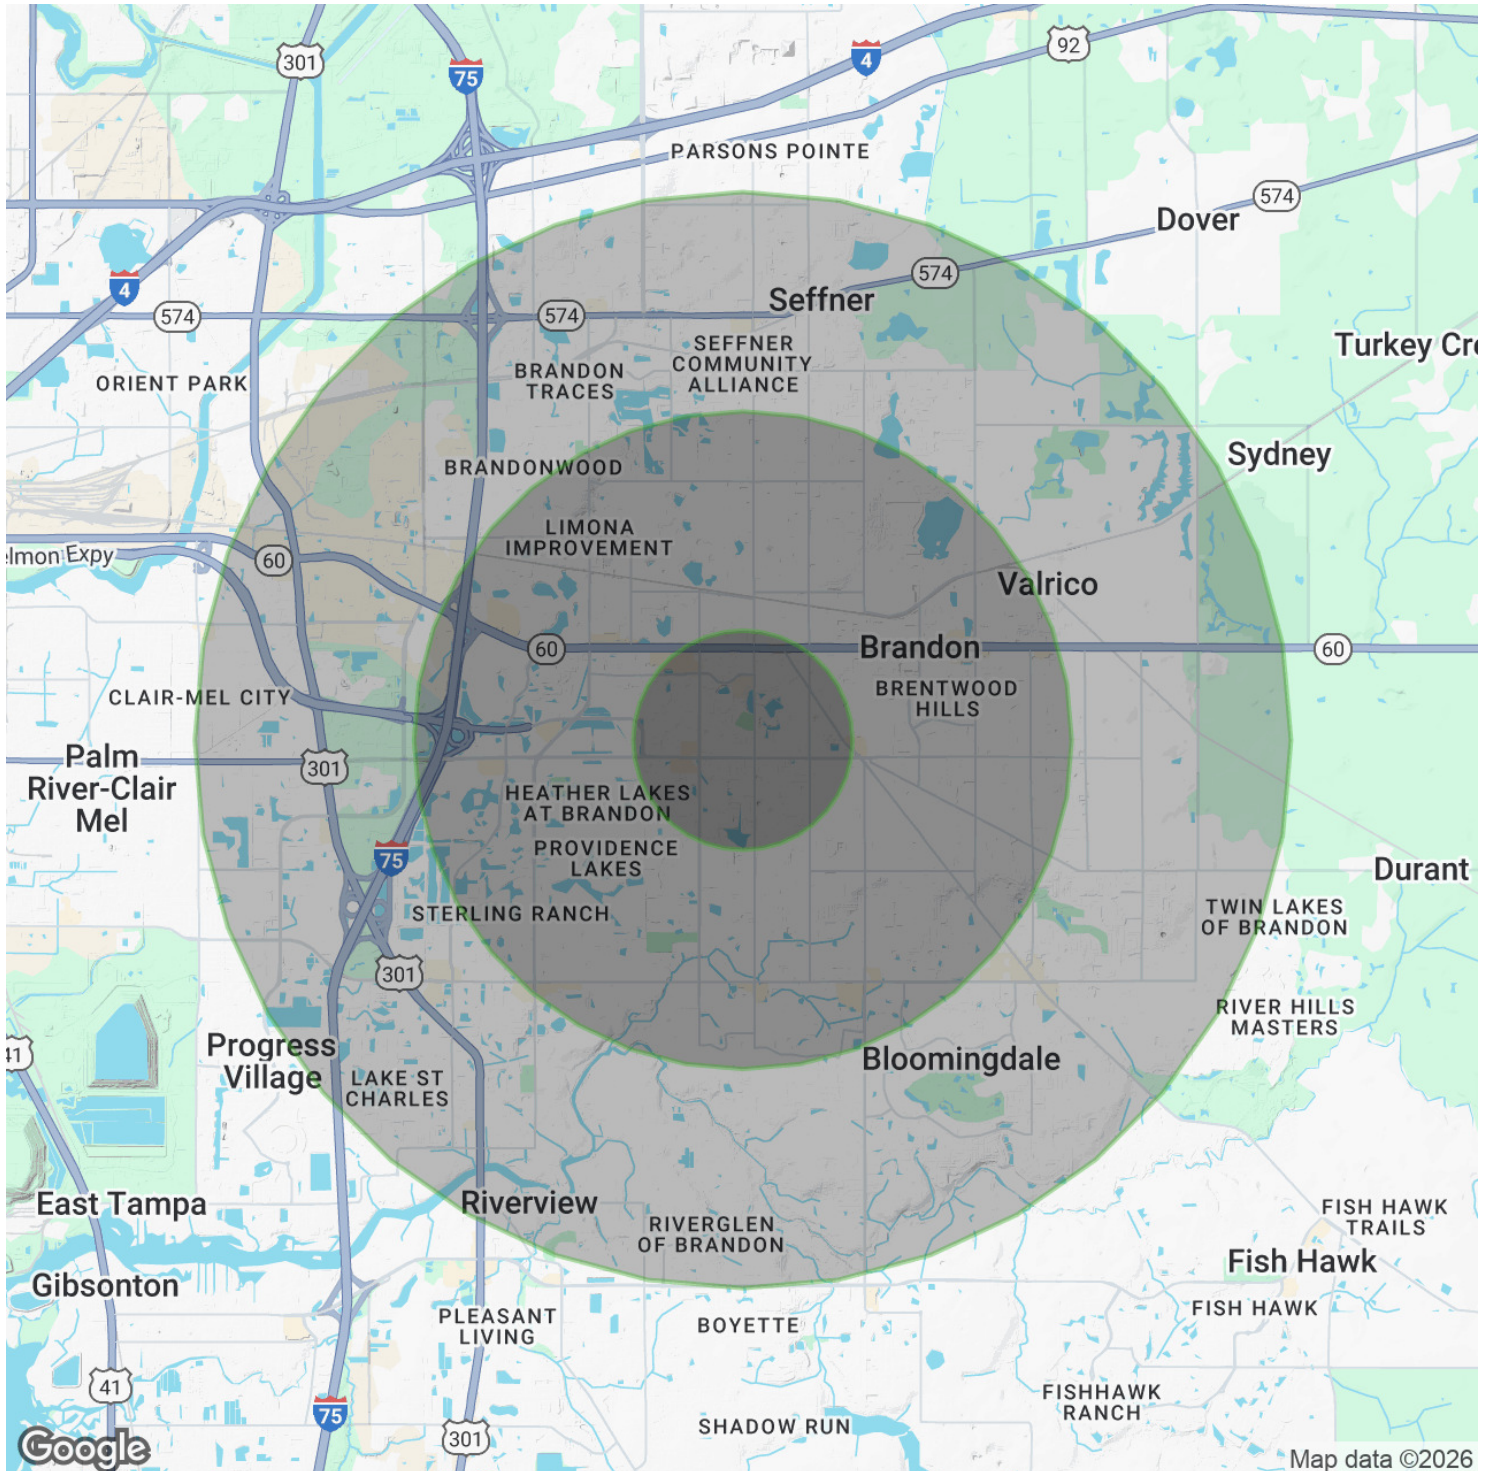 301
75
4
92
PARSONS POINTE
574
Dover
4
574
574
574
Seffner
Turkey Cre
ORIENT PARK
BRANDON
TRACES
SEFFNER
COMMUNITY
ALLIANCE
BRANDONWOOD
Sydney
LIMONA
IMPROVEMENT
elmon Expy
60
Valrico
60
Brandon
60
CLAIR-MEL CITY
BRENTWOOD
HILLS
Palm
River-Clair
Mel
301
HEATHER LAKES
AT BRANDON
75
PROVIDENCE
LAKES
Durant
STERLING RANCH
TWIN LAKES
OF BRANDON
301
RIVER HILLS
MASTERS
41
Progress
Village
LAKE ST
CHARLES
Bloomingdale
East Tampa
Riverview
RIVERGLEN
OF BRANDON
FISH HAWK
TRAILS
Gibsonton
Fish Hawk
FISH HAWK
PLEASANT
LIVING
BOYETTE
41
75
301
FISHHAWK
RANCH
SHADOW RUN
Google
Map data ©2026